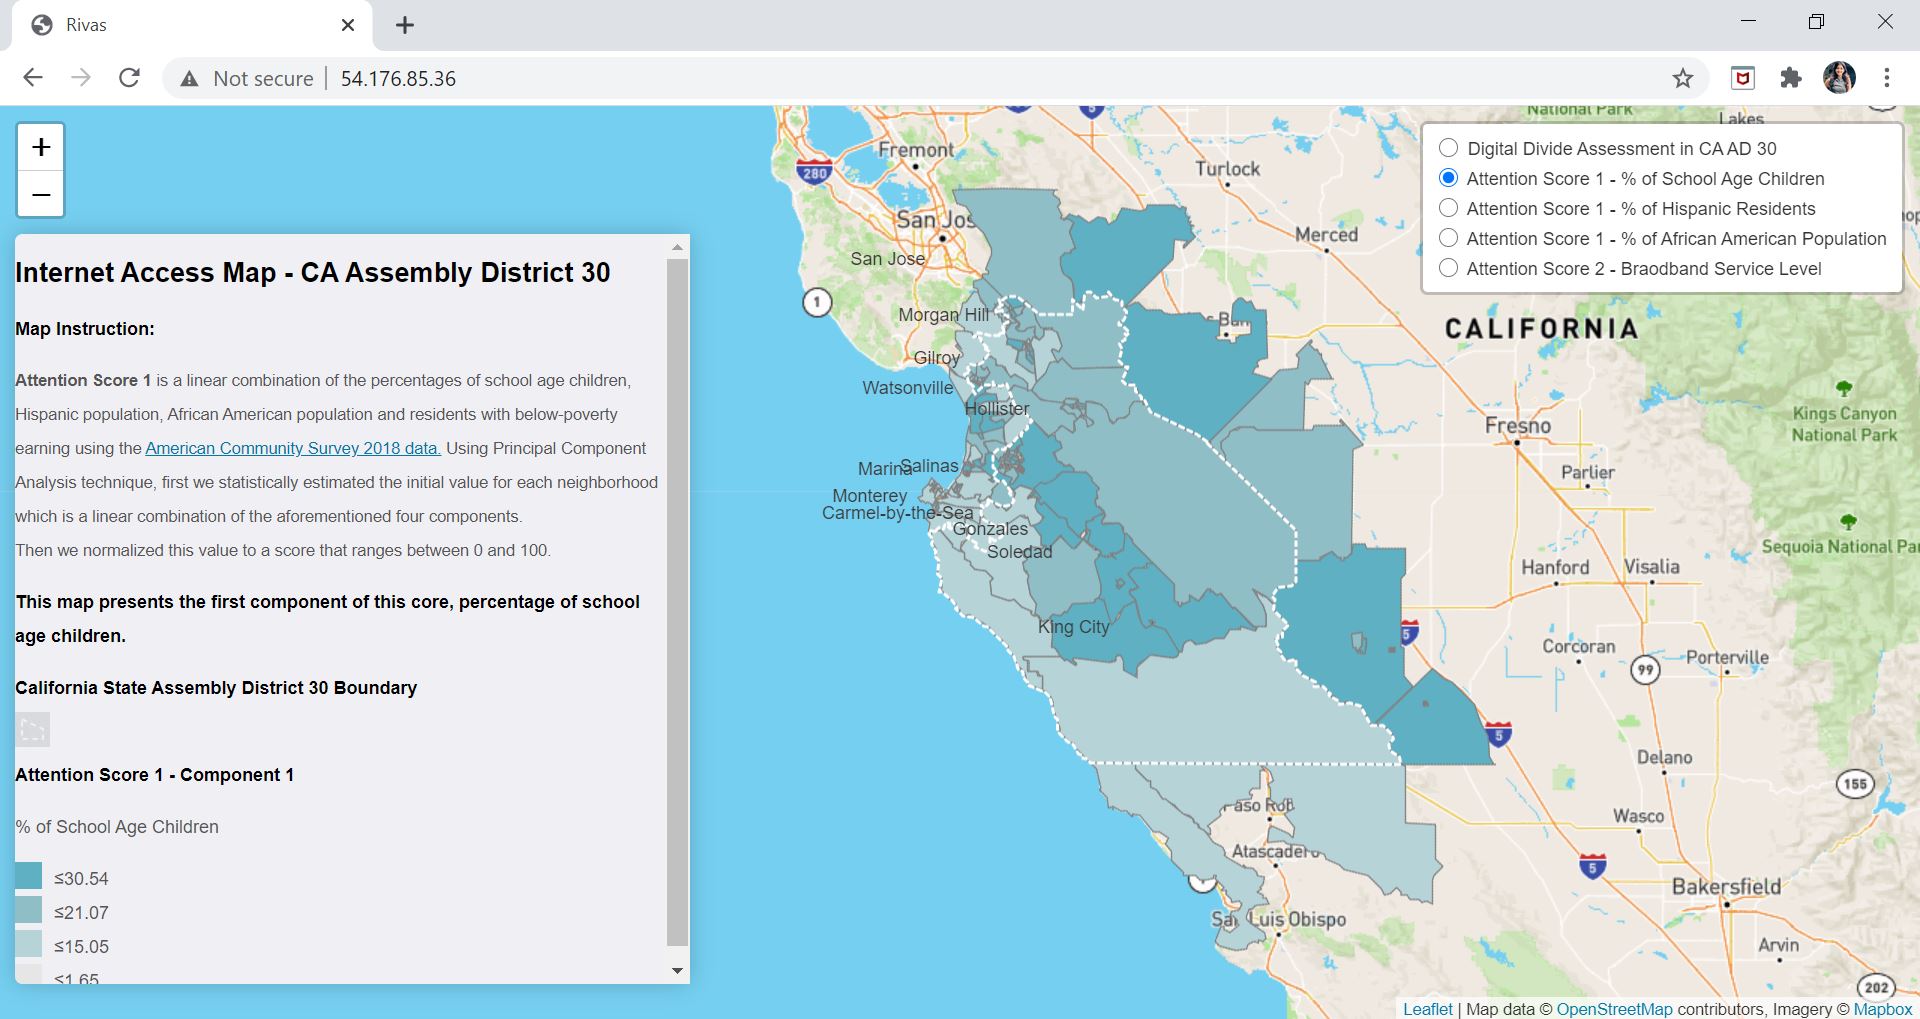 Rivas
Not secure
54.176.85.36
+
−
Internet Access Map - CA Assembly District 30
Map Instruction:
Attention Score 1 is a linear combination of the percentages of school age children,
Hispanic population, African American population and residents with below-poverty
earning using the American Community Survey 2018 data. Using Principal Component
Analysis technique, first we statistically estimated the initial value for each neighborhood
which is a linear combination of the aforementioned four components.
Then we normalized this value to a score that ranges between 0 and 100.
This map presents the first component of this core, percentage of school
age children.
California State Assembly District 30 Boundary
Attention Score 1 - Component 1
% of School Age Children
≤30.54
≤21.07
≤15.05
≤1.65
Digital Divide Assessment in CA AD 30
Attention Score 1 - % of School Age Children
Attention Score 1 - % of Hispanic Residents
Attention Score 1 - % of African American Population
Attention Score 2 - Braodband Service Level
National Park
Lakes
Fremont
280
Turlock
San Jos
Merced
San Jose
1
Morgan Hill
CALIFORNIA
Gilroy
Watsonville
Hollister
Kings Canyon
National Park
Fresno
Salinas
Marina
Parlier
Monterey
Carmel-by-the-Sea
Gonzales
Soledad
Sequoia National Par
Hanford
Visalia
King City
5
Corcoran
Porterville
99
5
Delano
155
Paso Rob
Wasco
Atascadero
5
Bakersfield
San Luis Obispo
Arvin
202
Leaflet | Map data © OpenStreetMap contributors, Imagery © Mapbox